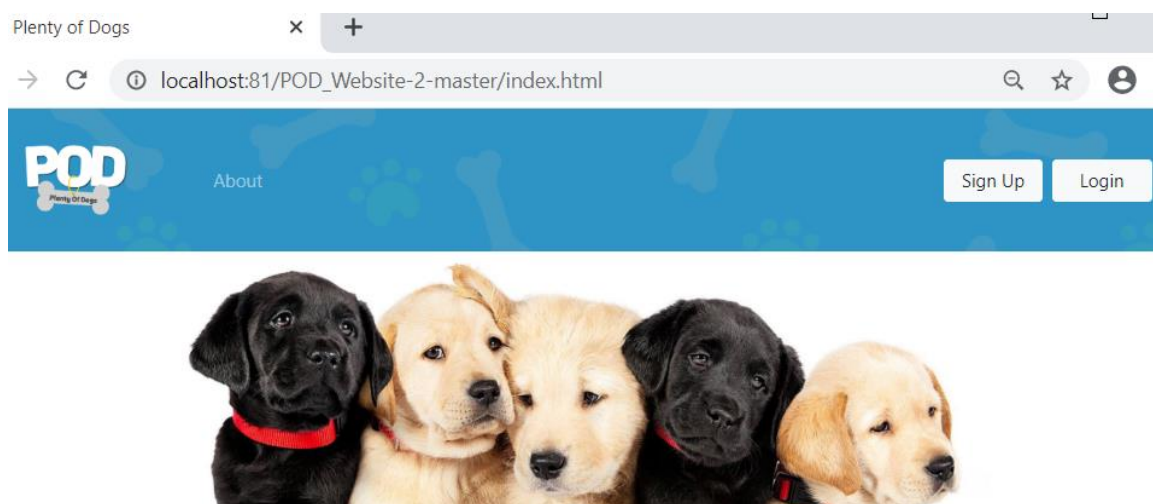 Plenty of Dogs
localhost:81/POD_Website-2-master/index.html
POD
Plenty Of Dogs
About
Sign Up
Login